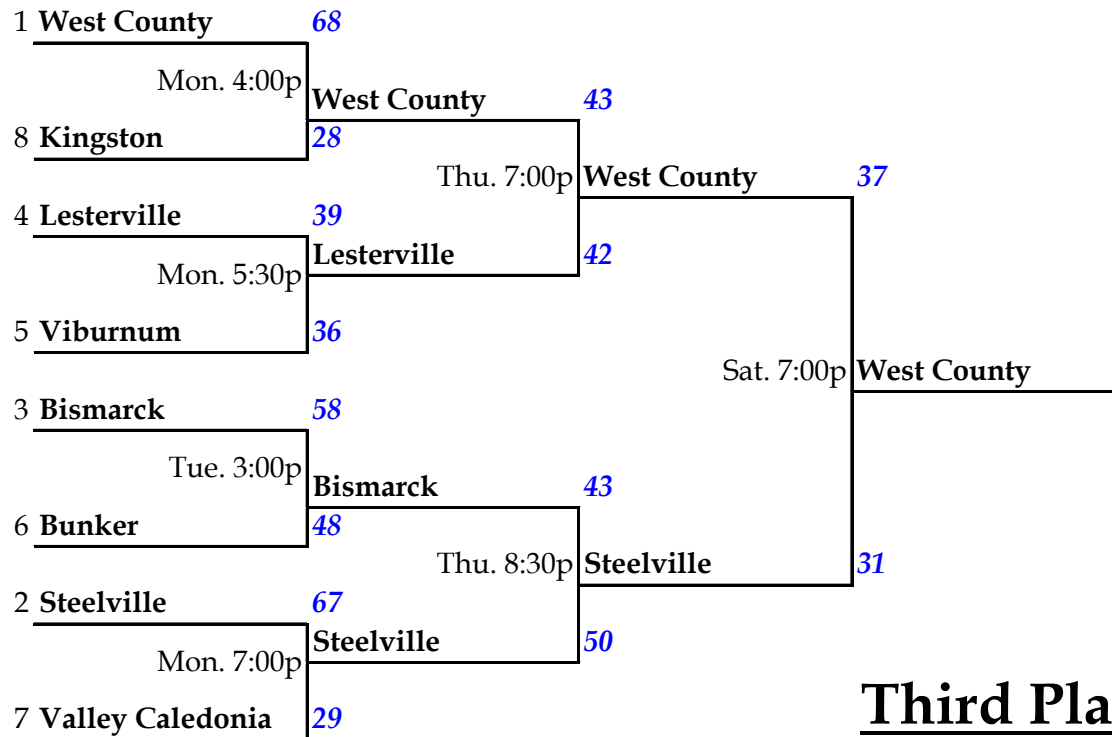 1 West County 68
Mon. 4:00p
West County 43
8 Kingston 28
Thu. 7:00p West County 37
4 Lesterville 39
Lesterville 42
Mon. 5:30p
5 Viburnum 36
Sat. 7:00p West County
3 Bismarck 58
Tue. 3:00p
Bismarck 43
6 Bunker 48
Thu. 8:30p Steelville 31
2 Steelville 67
Steelville 50
Mon. 7:00p
7 Valley Caledonia 29
Third Pla